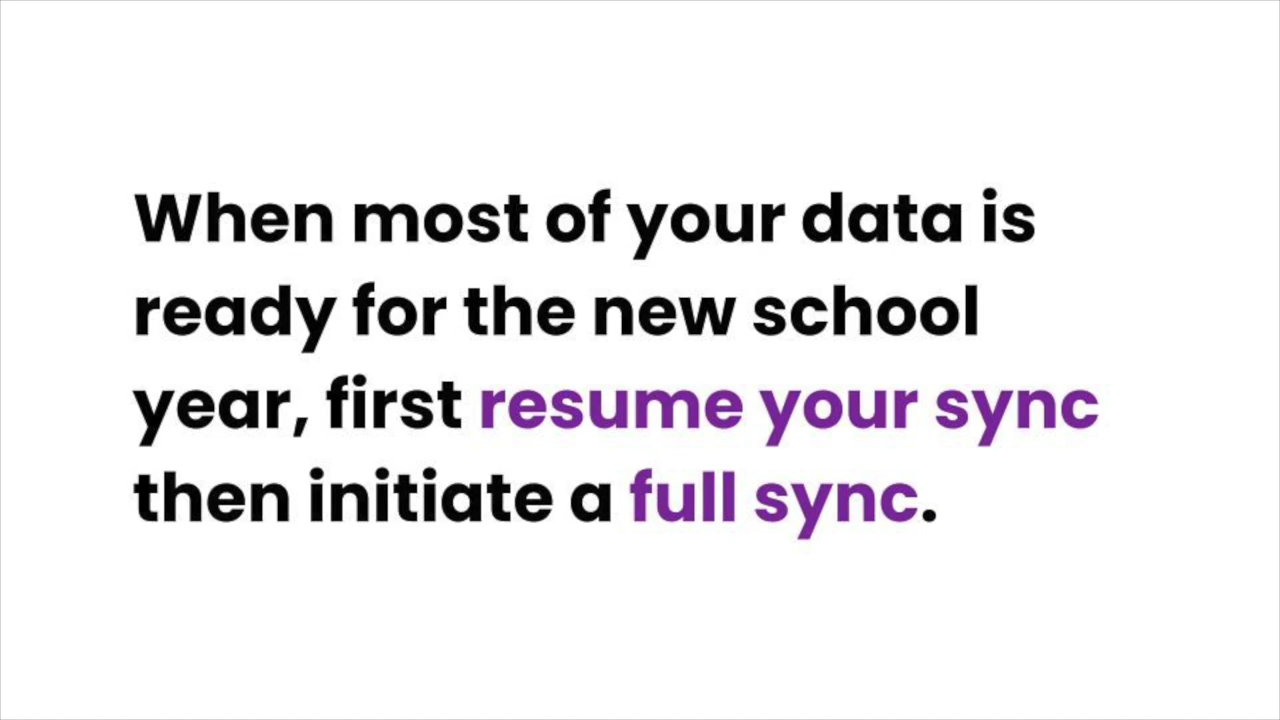 When most of your data is
ready for the new school
year, first resume your sync
then initiate a full sync.